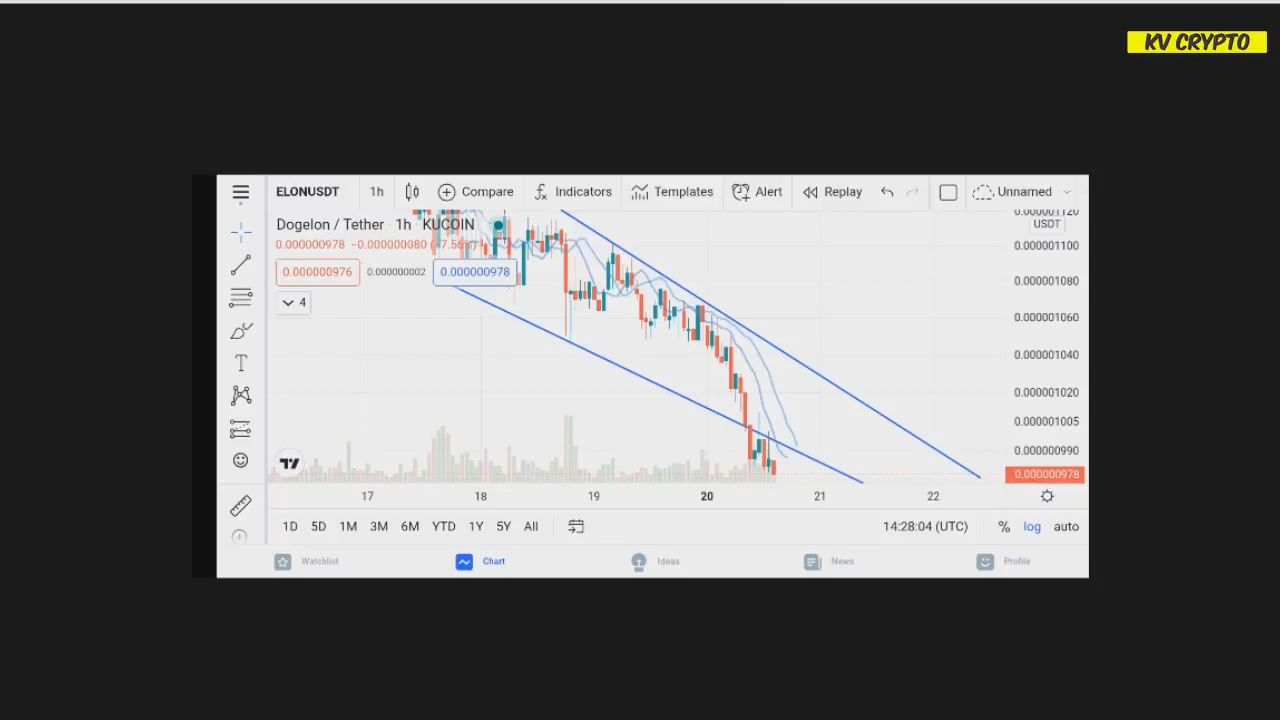 KV CRYPTO
ELONUSDT 1h Compare Indicators Templates Alert Replay Unnamed
Dogelon / Tether 1h KUCOIN
0.000000978 −0.000000080 (−7.56%)
0.000000976 0.000000002 0.000000978
4
0.000001120
USDT
0.000001100
0.000001080
0.000001060
0.000001040
0.000001020
0.000001005
0.000000990
0.000000978
17 18 19 20 21 22
1D 5D 1M 3M 6M YTD 1Y 5Y All 14:28:04 (UTC) % log auto
Watchlist Chart Ideas News Profile